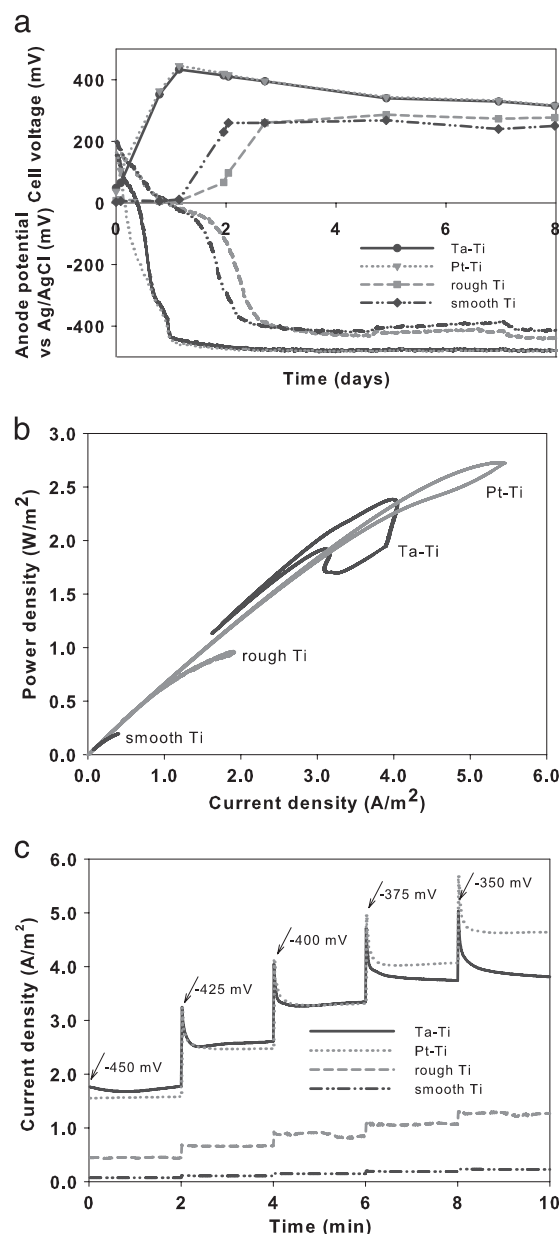 a
Cell voltage (mV)
Anode potential vs Ag/AgCl (mV)
400
200
0
-200
-400
0
2
4
6
8
Ta-Ti
Pt-Ti
rough Ti
smooth Ti
Time (days)
b
Power density (W/m²)
3.0
2.5
2.0
1.5
1.0
0.5
0.0
Pt-Ti
Ta-Ti
rough Ti
smooth Ti
0.0
1.0
2.0
3.0
4.0
5.0
6.0
Current density (A/m²)
c
Current density (A/m²)
6.0
5.0
4.0
3.0
2.0
1.0
0.0
-450 mV
-425 mV
-400 mV
-375 mV
-350 mV
Ta-Ti
Pt-Ti
rough Ti
smooth Ti
0
2
4
6
8
10
Time (min)